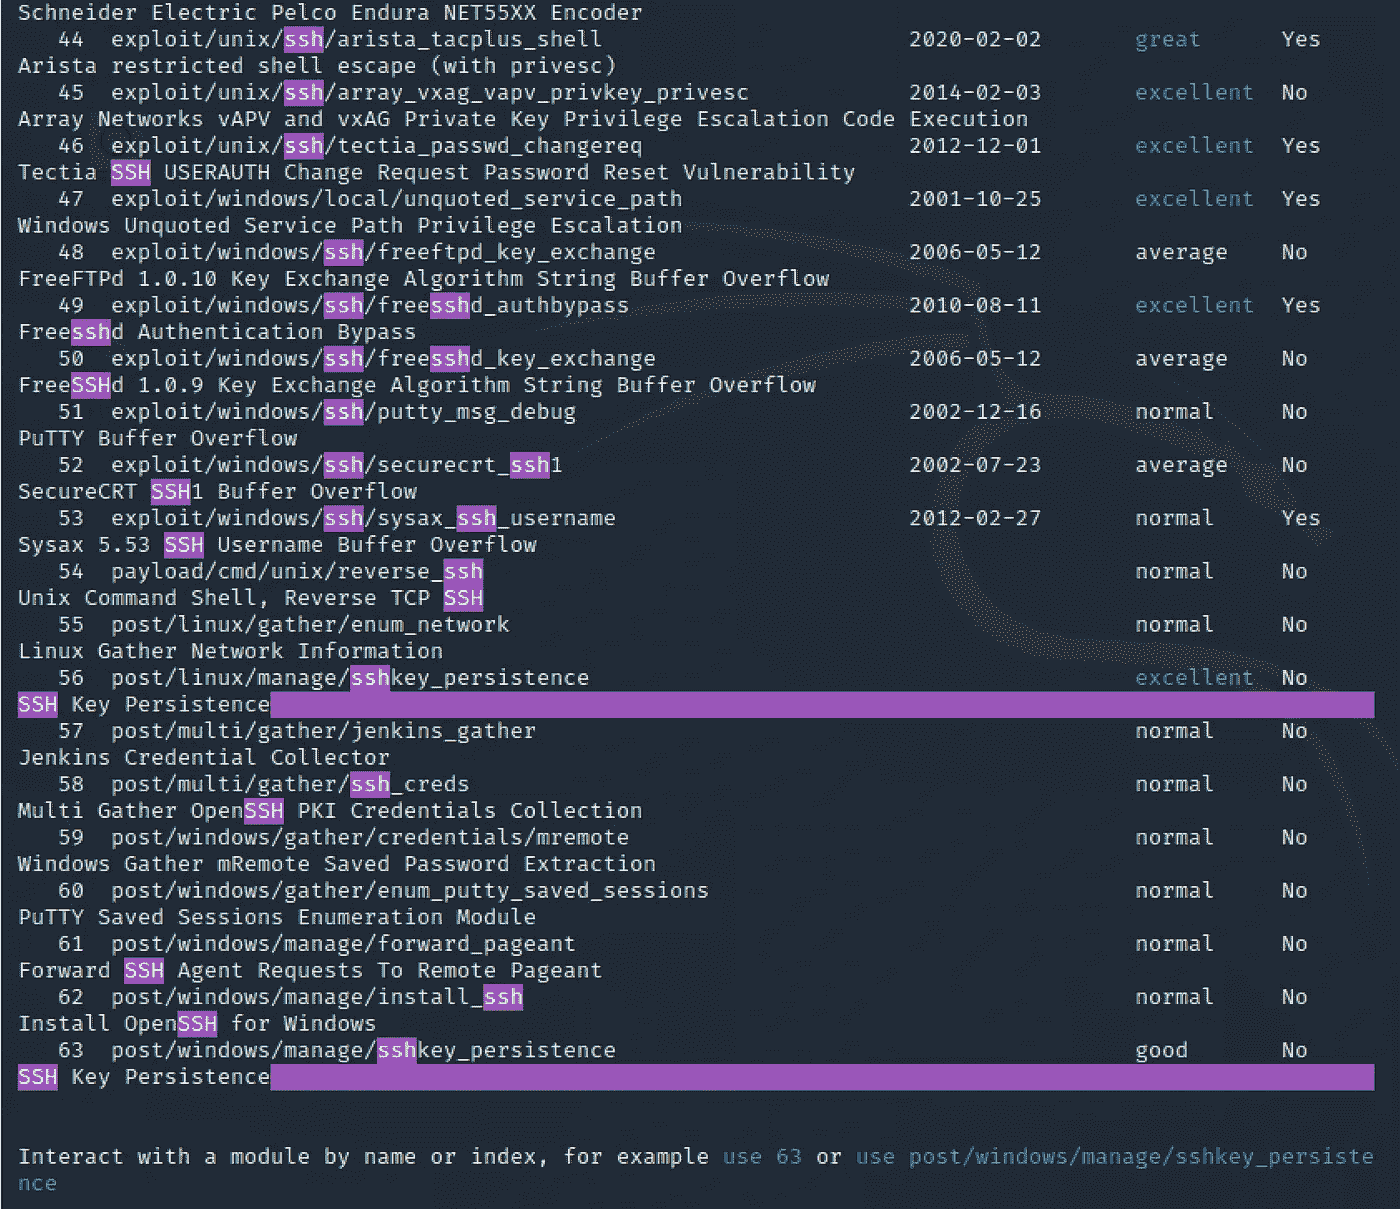 Schneider Electric Pelco Endura NET55XX Encoder
44 exploit/unix/ssh/arista_tacplus_shell 2020-02-02 great Yes
Arista restricted shell escape (with privesc)
45 exploit/unix/ssh/array_vxag_vapv_privkey_privesc 2014-02-03 excellent No
Array Networks vAPV and vxAG Private Key Privilege Escalation Code Execution
46 exploit/unix/ssh/tectia_passwd_changereq 2012-12-01 excellent Yes
Tectia SSH USERAUTH Change Request Password Reset Vulnerability
47 exploit/windows/local/unquoted_service_path 2001-10-25 excellent Yes
Windows Unquoted Service Path Privilege Escalation
48 exploit/windows/ssh/freeftpd_key_exchange 2006-05-12 average No
FreeFTPd 1.0.10 Key Exchange Algorithm String Buffer Overflow
49 exploit/windows/ssh/freesshd_authbypass 2010-08-11 excellent Yes
Freesshd Authentication Bypass
50 exploit/windows/ssh/freesshd_key_exchange 2006-05-12 average No
FreeSSHd 1.0.9 Key Exchange Algorithm String Buffer Overflow
51 exploit/windows/ssh/putty_msg_debug 2002-12-16 normal No
PuTTY Buffer Overflow
52 exploit/windows/ssh/securecrt_ssh1 2002-07-23 average No
SecureCRT SSH1 Buffer Overflow
53 exploit/windows/ssh/sysax_ssh_username 2012-02-27 normal Yes
Sysax 5.53 SSH Username Buffer Overflow
54 payload/cmd/unix/reverse_ssh normal No
Unix Command Shell, Reverse TCP SSH
55 post/linux/gather/enum_network normal No
Linux Gather Network Information
56 post/linux/manage/sshkey_persistence excellent No
SSH Key Persistence
57 post/multi/gather/jenkins_gather normal No
Jenkins Credential Collector
58 post/multi/gather/ssh_creds normal No
Multi Gather OpenSSH PKI Credentials Collection
59 post/windows/gather/credentials/mremote normal No
Windows Gather mRemote Saved Password Extraction
60 post/windows/gather/enum_putty_saved_sessions normal No
PuTTY Saved Sessions Enumeration Module
61 post/windows/manage/forward_pageant normal No
Forward SSH Agent Requests To Remote Pageant
62 post/windows/manage/install_ssh normal No
Install OpenSSH for Windows
63 post/windows/manage/sshkey_persistence good No
SSH Key Persistence
Interact with a module by name or index, for example use 63 or use post/windows/manage/sshkey_persiste
nce